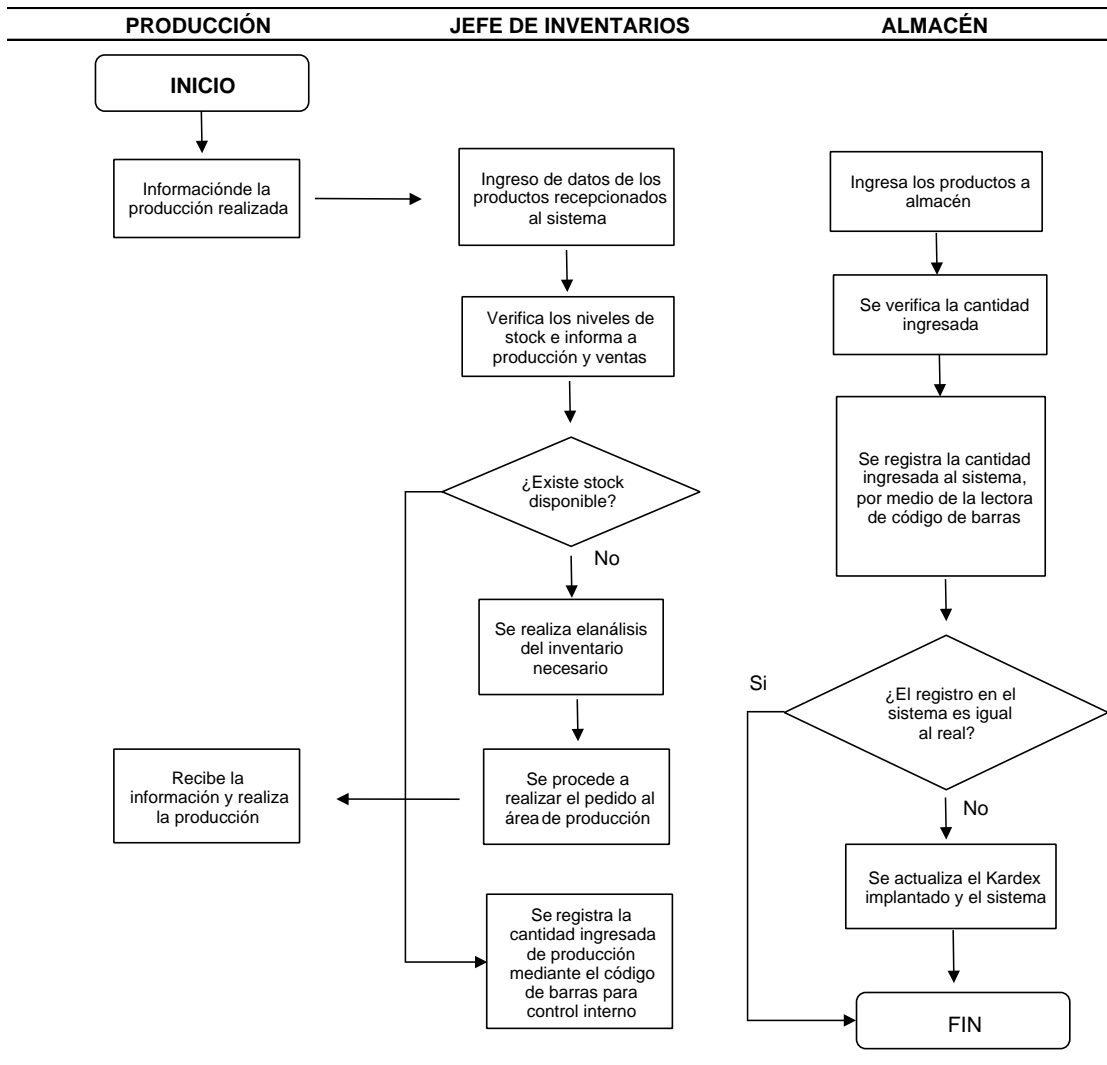 PRODUCCIÓN
JEFE DE INVENTARIOS
ALMACÉN
INICIO
Informaciónde la
producción realizada
Ingreso de datos de los
productos recepcionados
al sistema
Ingresa los productos a
almacén
Verifica los niveles de
stock e informa a
producción y ventas
Se verifica la cantidad
ingresada
¿Existe stock
disponible?
No
Se registra la cantidad
ingresada al sistema,
por medio de la lectora
de código de barras
Se realiza elanálisis
del inventario
necesario
Si
¿El registro en el
sistema es igual
al real?
No
Recibe la
información y realiza
la producción
Se procede a
realizar el pedido al
área de producción
Se actualiza el Kardex
implantado y el sistema
Se registra la
cantidad ingresada
de producción
mediante el código
de barras para
control interno
FIN